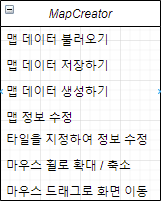 MapCreator
맵 데이터 불러오기
맵 데이터 저장하기
맵 데이터 생성하기
맵 정보 수정
타일을 지정하여 정보 수정
마우스 휠로 확대 / 축소
마우스 드래그로 화면 이동